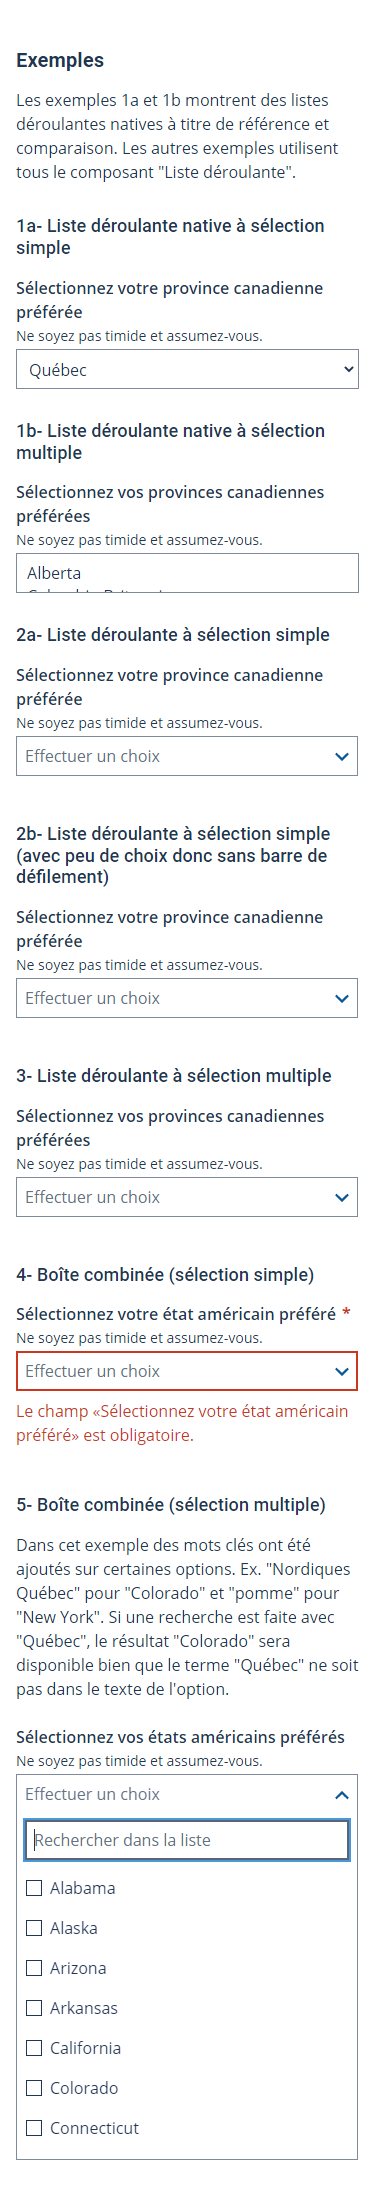 Exemples
Les exemples 1a et 1b montrent des listes
déroulantes natives à titre de référence et
comparaison. Les autres exemples utilisent
tous le composant "Liste déroulante".
1a- Liste déroulante native à sélection
simple
Sélectionnez votre province canadienne
préférée
Ne soyez pas timide et assumez-vous.
Québec
1b- Liste déroulante native à sélection
multiple
Sélectionnez vos provinces canadiennes
préférées
Ne soyez pas timide et assumez-vous.
Alberta
2a- Liste déroulante à sélection simple
Sélectionnez votre province canadienne
préférée
Ne soyez pas timide et assumez-vous.
Effectuer un choix
2b- Liste déroulante à sélection simple
(avec peu de choix donc sans barre de
défilement)
Sélectionnez votre province canadienne
préférée
Ne soyez pas timide et assumez-vous.
Effectuer un choix
3- Liste déroulante à sélection multiple
Sélectionnez vos provinces canadiennes
préférées
Ne soyez pas timide et assumez-vous.
Effectuer un choix
4- Boîte combinée (sélection simple)
Sélectionnez votre état américain préféré *
Ne soyez pas timide et assumez-vous.
Effectuer un choix
Le champ «Sélectionnez votre état américain
préféré» est obligatoire.
5- Boîte combinée (sélection multiple)
Dans cet exemple des mots clés ont été
ajoutés sur certaines options. Ex. "Nordiques
Québec" pour "Colorado" et "pomme" pour
"New York". Si une recherche est faite avec
"Québec", le résultat "Colorado" sera
disponible bien que le terme "Québec" ne soit
pas dans le texte de l'option.
Sélectionnez vos états américains préférés
Ne soyez pas timide et assumez-vous.
Effectuer un choix
Rechercher dans la liste
Alabama
Alaska
Arizona
Arkansas
California
Colorado
Connecticut